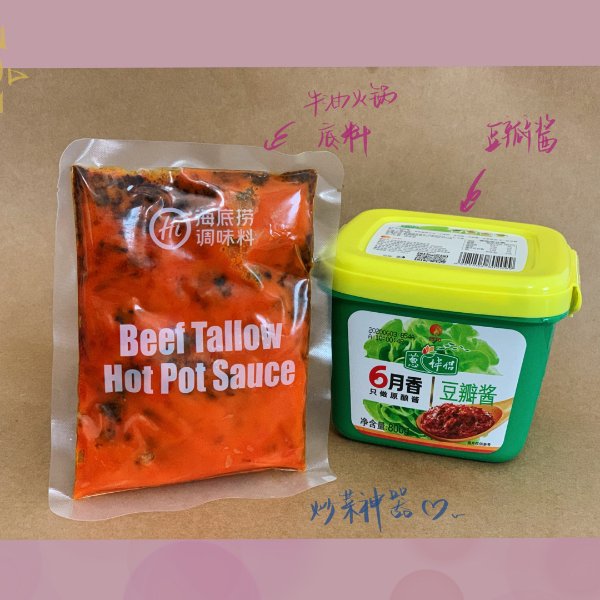 牛油火锅
底料
豆瓣酱
Hi
海底捞
调味料
Beef Tallow
Hot Pot Sauce
葱伴侣
6月香
只做原酿酱
豆瓣酱
净含量:800g
炒菜神器